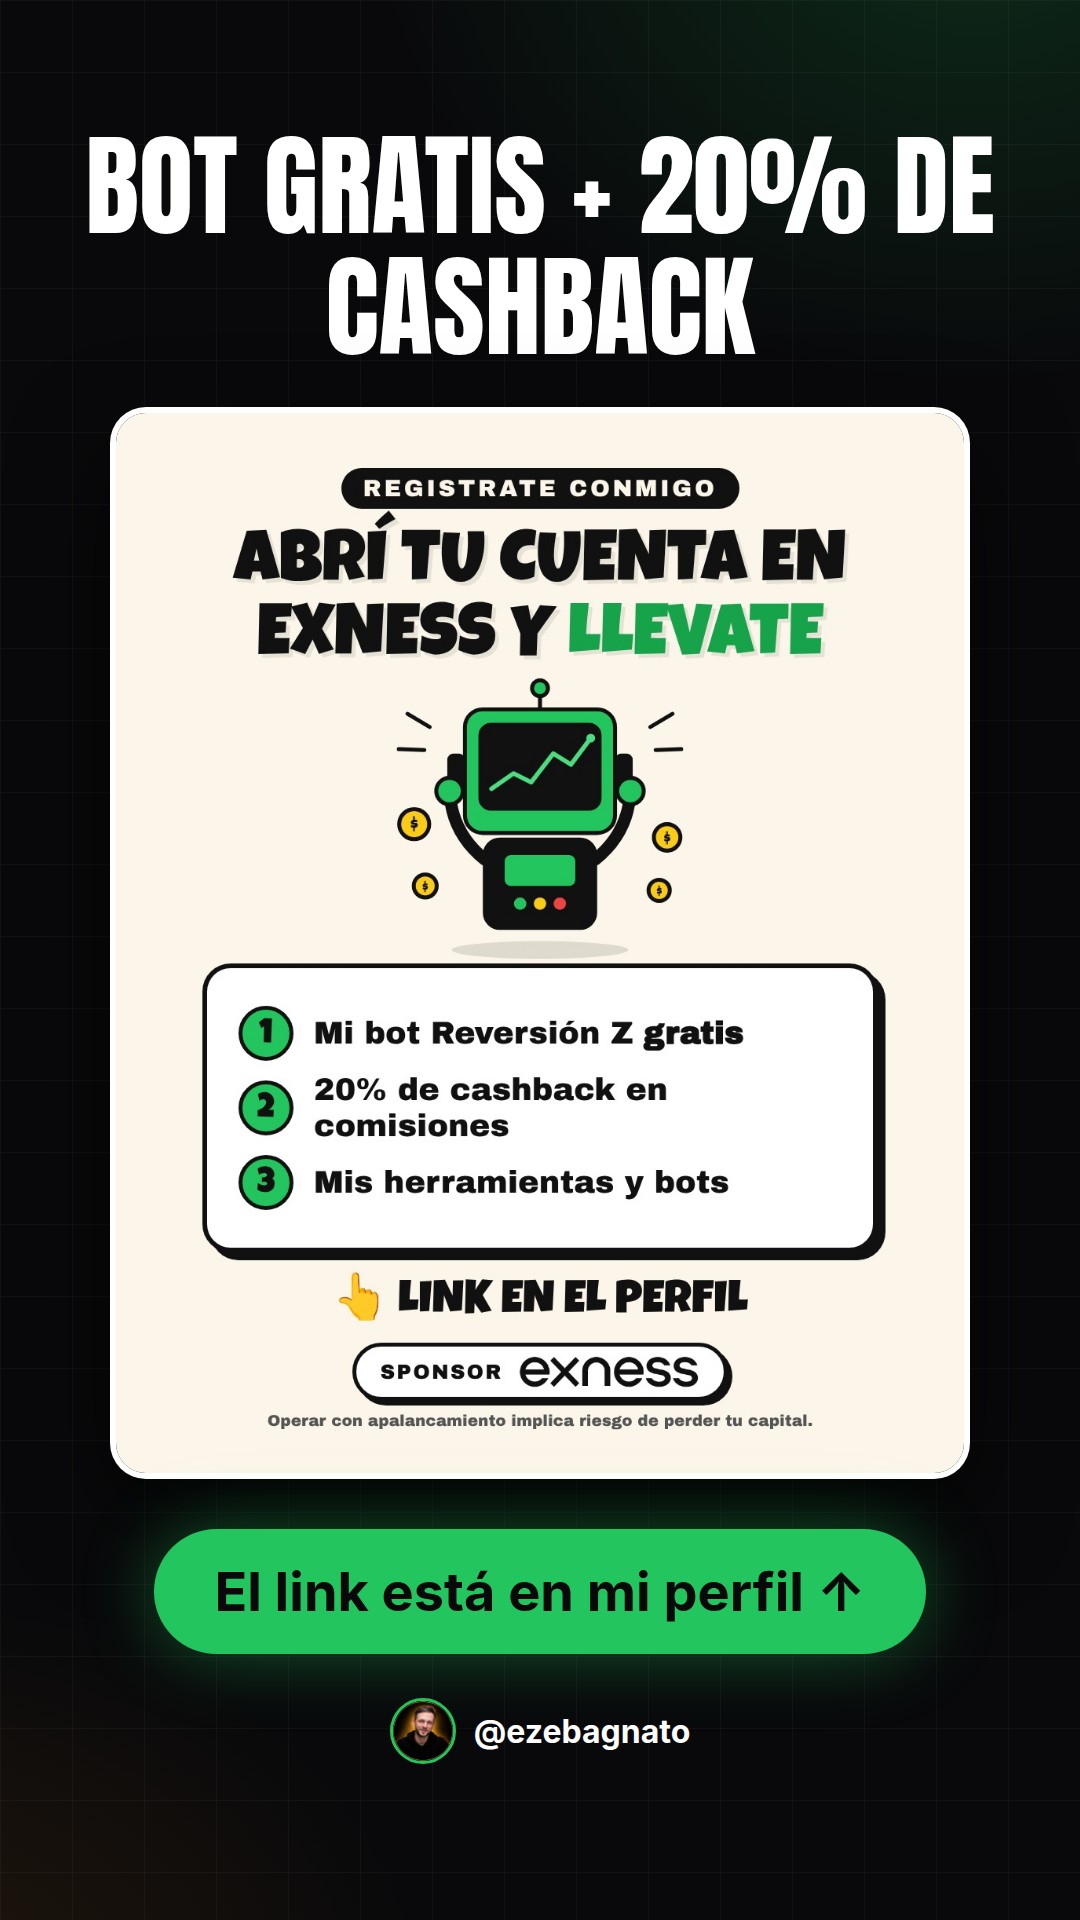 BOT GRATIS + 20% DE
CASHBACK
REGISTRATE CONMIGO
ABRÍ TU CUENTA EN
EXNESS Y LLEVATE
$
$
$
$
1 Mi bot Reversión Z gratis
2 20% de cashback en
comisiones
3 Mis herramientas y bots
👆 LINK EN EL PERFIL
SPONSOR exness
Operar con apalancamiento implica riesgo de perder tu capital.
El link está en mi perfil ↑
@ezebagnato